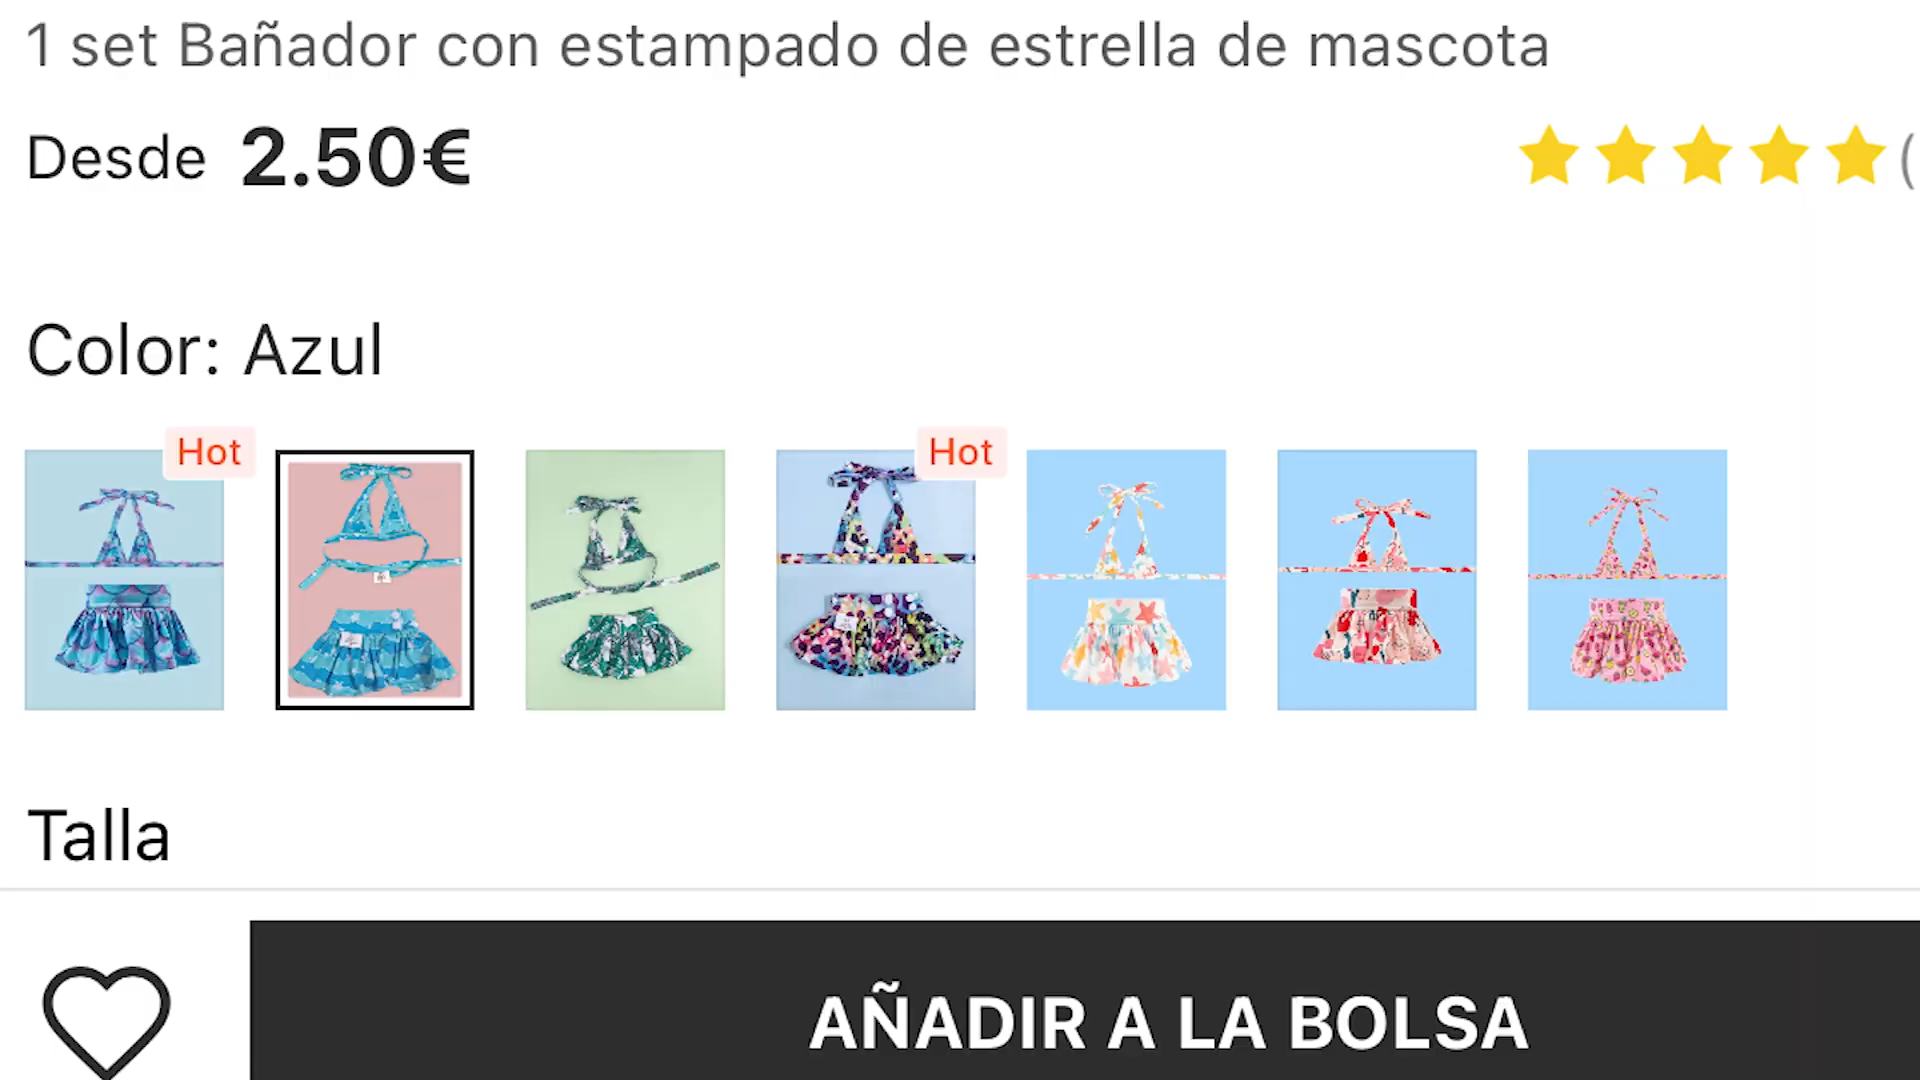 1 set Bañador con estampado de estrella de mascota
Desde 2.50€
(
Color: Azul
Hot
Hot
Talla
AÑADIR A LA BOLSA